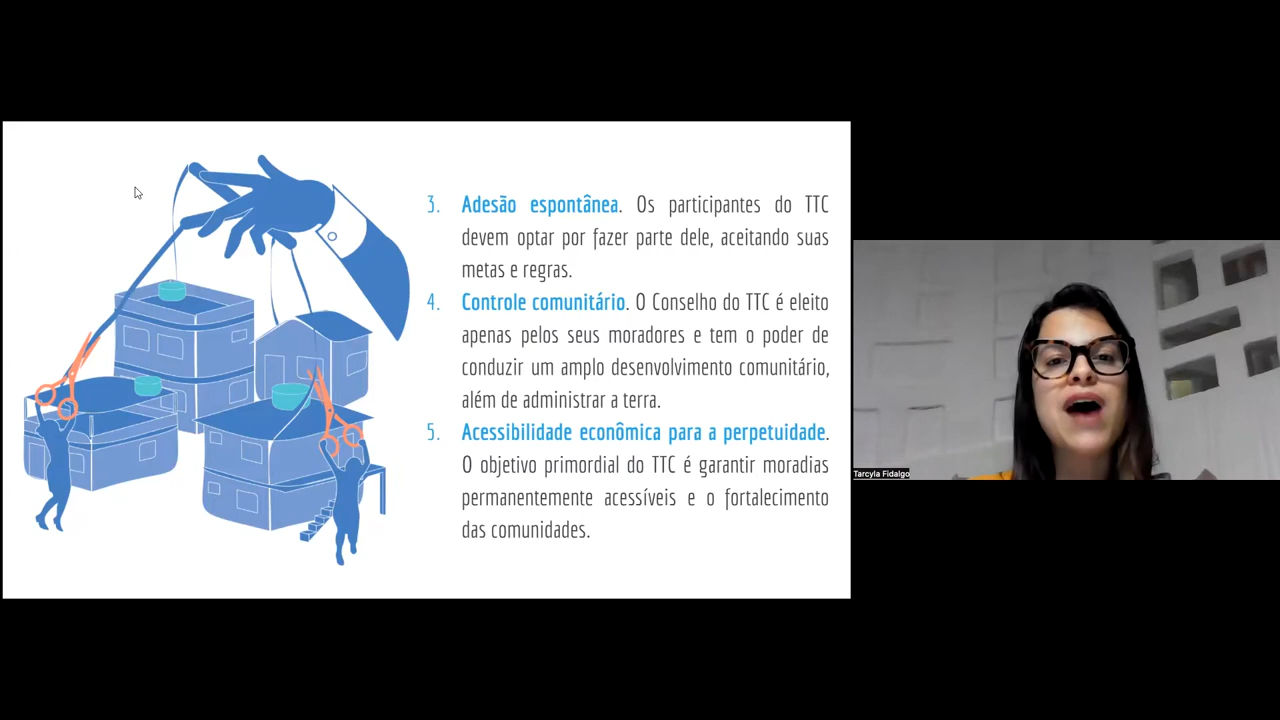 3. Adesão espontânea. Os participantes do TTC
devem optar por fazer parte dele, aceitando suas
metas e regras.
4. Controle comunitário. O Conselho do TTC é eleito
apenas pelos seus moradores e tem o poder de
conduzir um amplo desenvolvimento comunitário,
além de administrar a terra.
5. Acessibilidade econômica para a perpetuidade.
O objetivo primordial do TTC é garantir moradias
permanentemente acessíveis e o fortalecimento
das comunidades.
Tarcyla Fidalgo